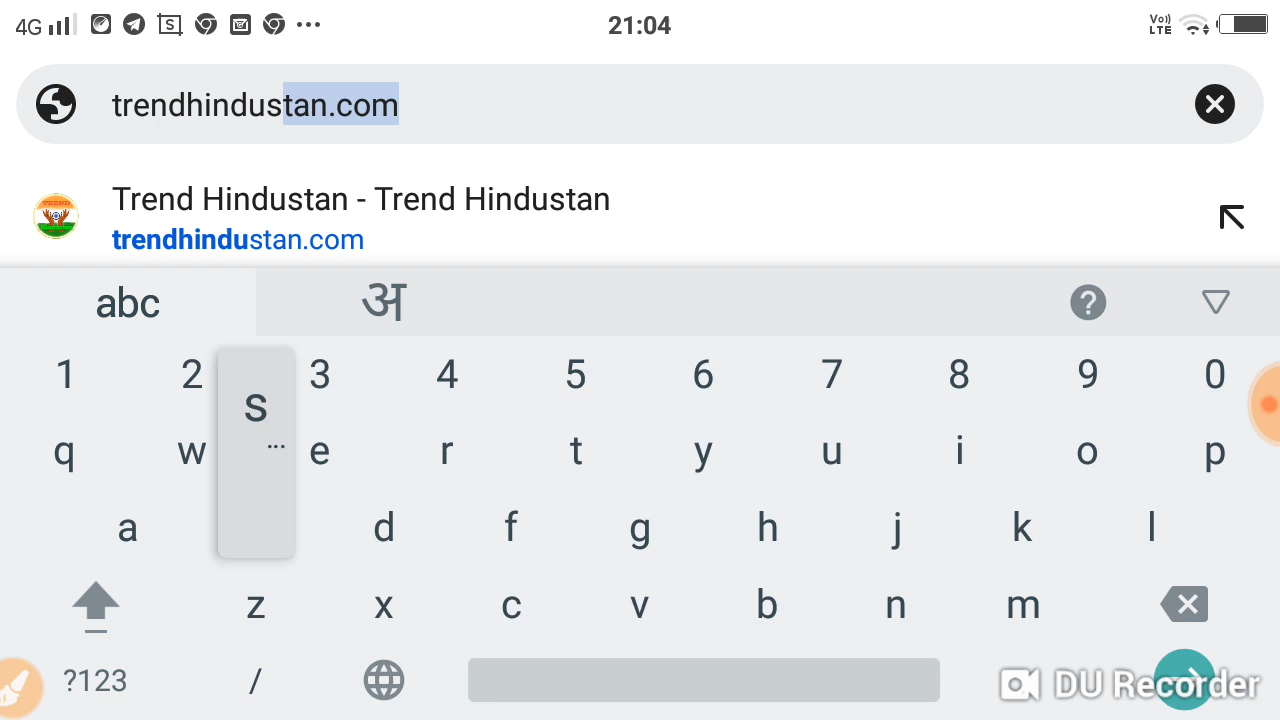 4G 21:04 Vo)) LTE
trendhindustan.com
Trend Hindustan - Trend Hindustan
trendhindustan.com
abc अ ?
1 2 3 4 5 6 7 8 9 0
s ...
q w e r t y u i o p
a d f g h j k l
z x c v b n m
?123 / DU Recorder